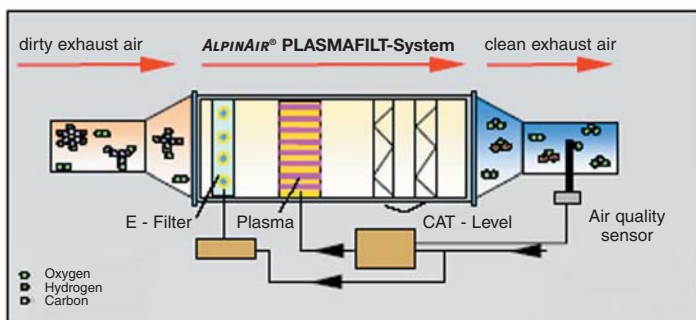 dirty exhaust air
ALPINAIR® PLASMAFILT-System
clean exhaust air
E - Filter
Plasma
CAT - Level
Air quality
sensor
Oxygen
Hydrogen
Carbon